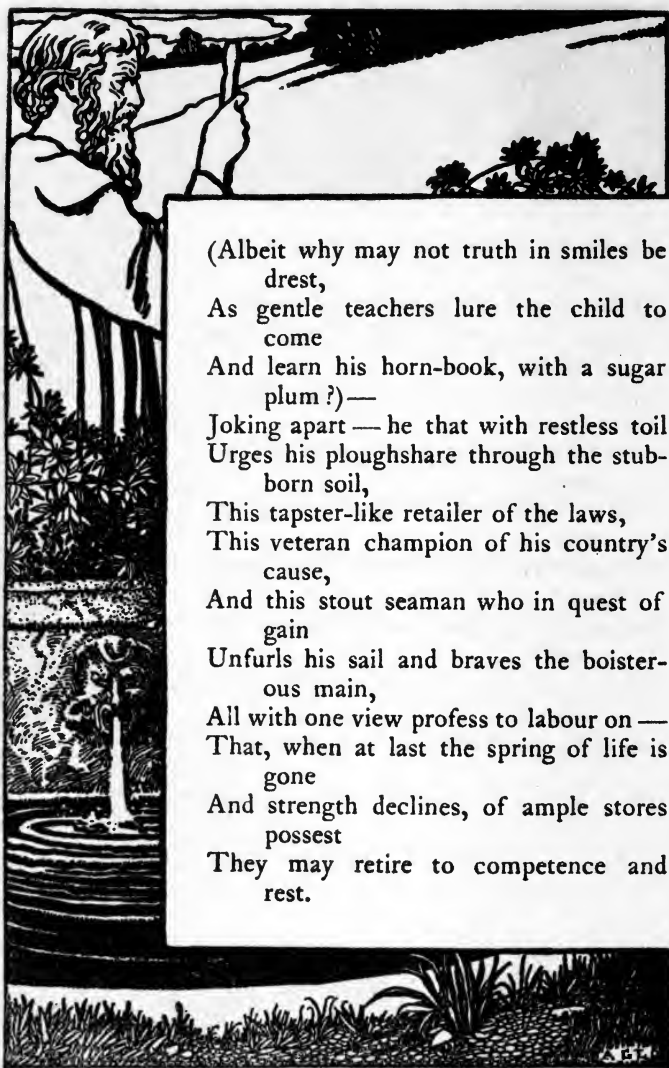 (Albeit why may not truth in smiles be
drest,
As gentle teachers lure the child to
come
And learn his horn-book, with a sugar
plum?)—
Joking apart — he that with restless toil
Urges his ploughshare through the stub-
born soil,
This tapster-like retailer of the laws,
This veteran champion of his country's
cause,
And this stout seaman who in quest of
gain
Unfurls his sail and braves the boister-
ous main,
All with one view profess to labour on —
That, when at last the spring of life is
gone
And strength declines, of ample stores
possest
They may retire to competence and
rest.